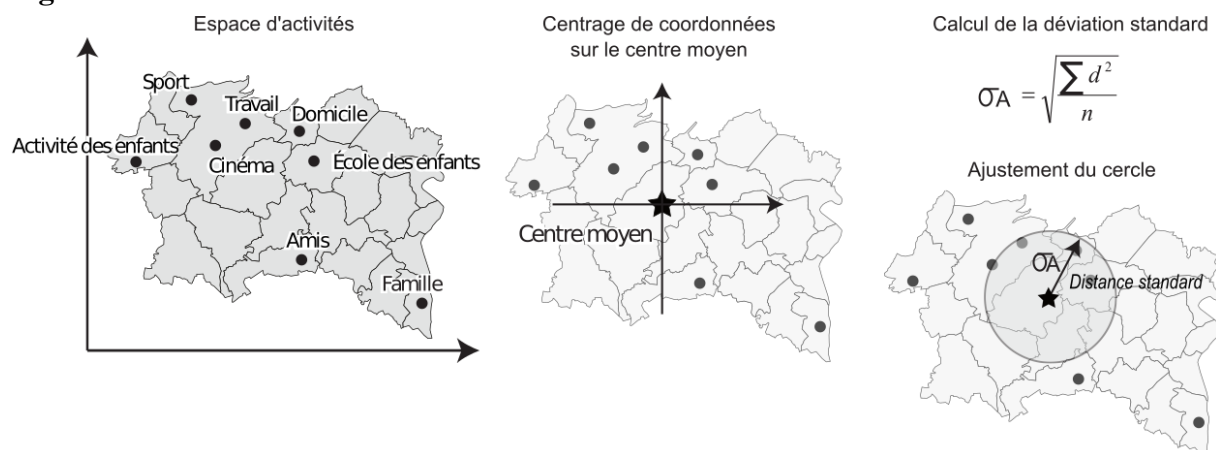 Espace d'activités
Sport
Travail
Domicile
Activité des enfants
Cinéma
École des enfants
Amis
Famille
Centrage de coordonnées
sur le centre moyen
Centre moyen
Calcul de la déviation standard
σA = √(∑ d² / n)
Ajustement du cercle
σA
Distance standard